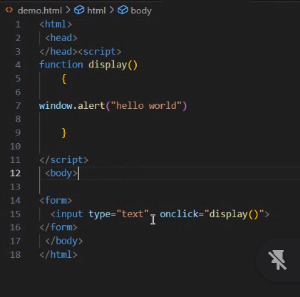 demo.html > html > body
1 <html>
2 <head>
3 </head><script>
4 function display()
5 {
6
7 window.alert("hello world")
8
9 }
10
11 </script>
12 <body>
13
14 <form>
15 <input type="text" onclick="display()">
16 </form>
17 </body>
18 </html>